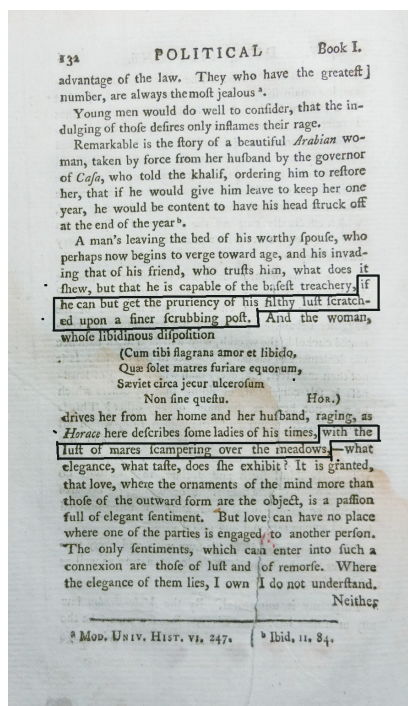 132 POLITICAL Book I.
advantage of the law. They who have the greateſt]
number, are always the moſt jealous ª.
Young men would do well to conſider, that the in-
dulging of thoſe deſires only inflames their rage.
Remarkable is the ſtory of a beautiful Arabian wo-
man, taken by force from her huſband by the governor
of Caſa, who told the khalif, ordering him to reſtore
her, that if he would give him leave to keep her one
year, he would be content to have his head ſtruck off
at the end of the year ᵇ.
A man's leaving the bed of his worthy ſpouſe, who
perhaps now begins to verge toward age, and his invad-
ing that of his friend, who truſts him, what does it
ſhew, but that he is capable of the baſeſt treachery, if
he can but get the pruriency of his filthy luſt ſcratch-
ed upon a finer ſcrubbing poſt. And the woman,
whoſe libidinous diſpoſition
(Cum tibi flagrans amor et libido,
Quæ ſolet matres furiare equorum,
Sæviet circa jecur ulceroſum
Non ſine queſtu. HOR.)
drives her from her home and her huſband, raging, as
Horace here deſcribes ſome ladies of his times, with the
luſt of mares ſcampering over the meadows,—what
elegance, what taſte, does ſhe exhibit? It is granted,
that love, where the ornaments of the mind more than
thoſe of the outward form are the object, is a paſſion
full of elegant ſentiment. But love can have no place
where one of the parties is engaged to another perſon.
The only ſentiments, which can enter into ſuch a
connexion are thoſe of luſt and of remorſe. Where
the elegance of them lies, I own I do not underſtand.
Neither
ª MOD. UNIV. HIST. VI. 247. ᵇ Ibid. 11. 84.